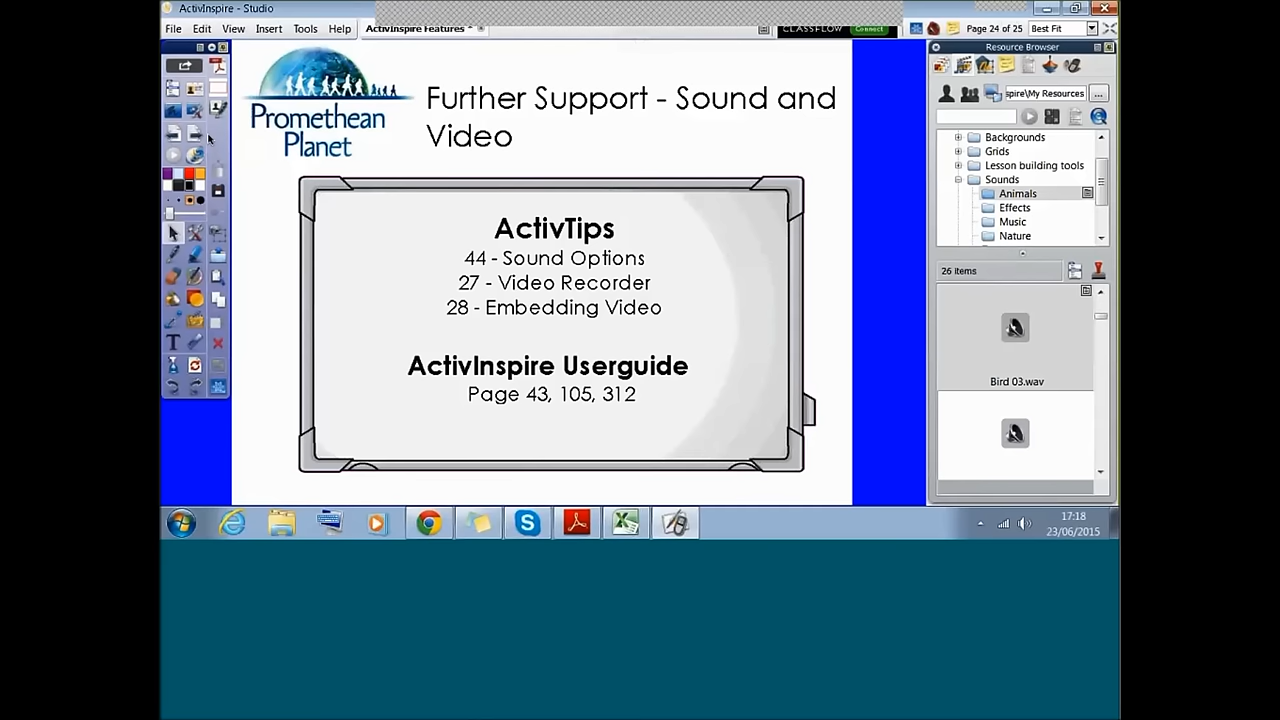 ActivInspire - Studio
File Edit View Insert Tools Help
ActivInspire Features *
CLASSFLOW Connect
Page 24 of 25 Best Fit
Resource Browser
spire\My Resources ...
Promethean
Planet
Further Support - Sound and
Video
ActivTips
44 - Sound Options
27 - Video Recorder
28 - Embedding Video
ActivInspire Userguide
Page 43, 105, 312
Backgrounds
Grids
Lesson building tools
Sounds
Animals
Effects
Music
Nature
26 items
Bird 03.wav
17:18
23/06/2015